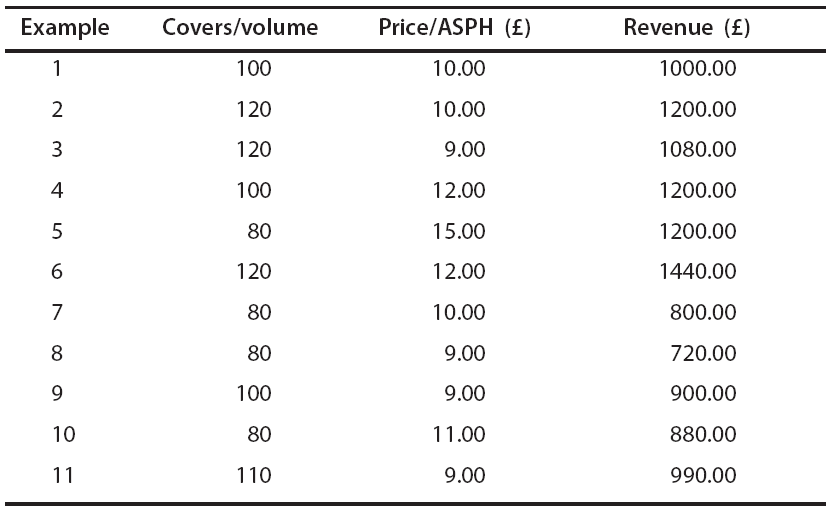 Example Covers/volume Price/ASPH (£) Revenue (£)
1 100 10.00 1000.00
2 120 10.00 1200.00
3 120 9.00 1080.00
4 100 12.00 1200.00
5 80 15.00 1200.00
6 120 12.00 1440.00
7 80 10.00 800.00
8 80 9.00 720.00
9 100 9.00 900.00
10 80 11.00 880.00
11 110 9.00 990.00